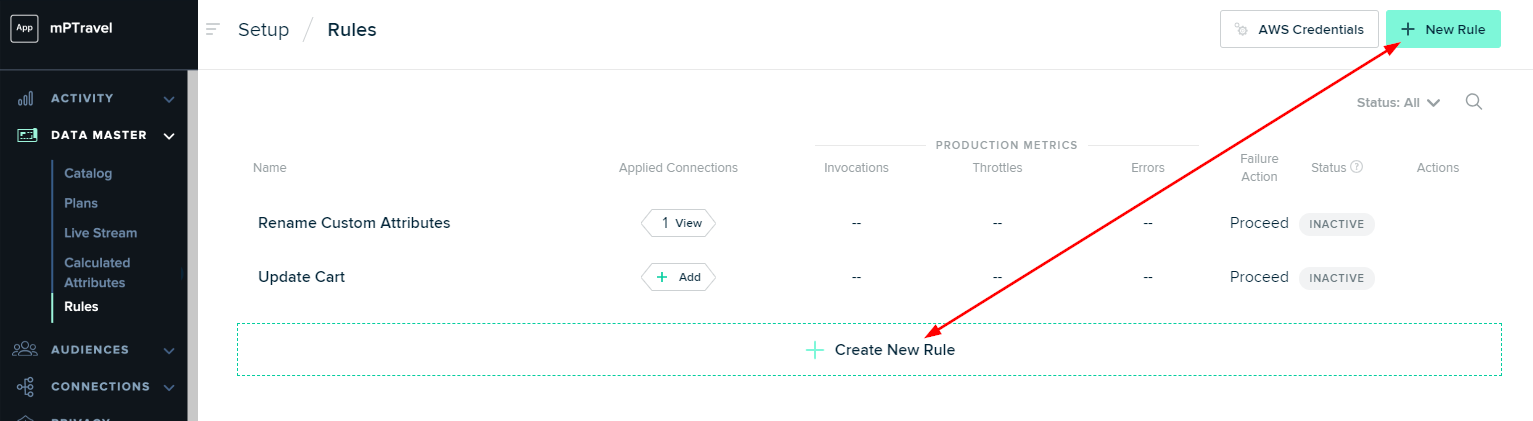 App mPTravel
Setup / Rules
AWS Credentials
+ New Rule
ACTIVITY
DATA MASTER
Catalog
Plans
Live Stream
Calculated
Attributes
Rules
AUDIENCES
CONNECTIONS
PRIVACY
Status: All
PRODUCTION METRICS
Name
Applied Connections
Invocations
Throttles
Errors
Failure
Action
Status ?
Actions
Rename Custom Attributes
1 View
--
--
--
Proceed
INACTIVE
Update Cart
+ Add
--
--
--
Proceed
INACTIVE
+ Create New Rule